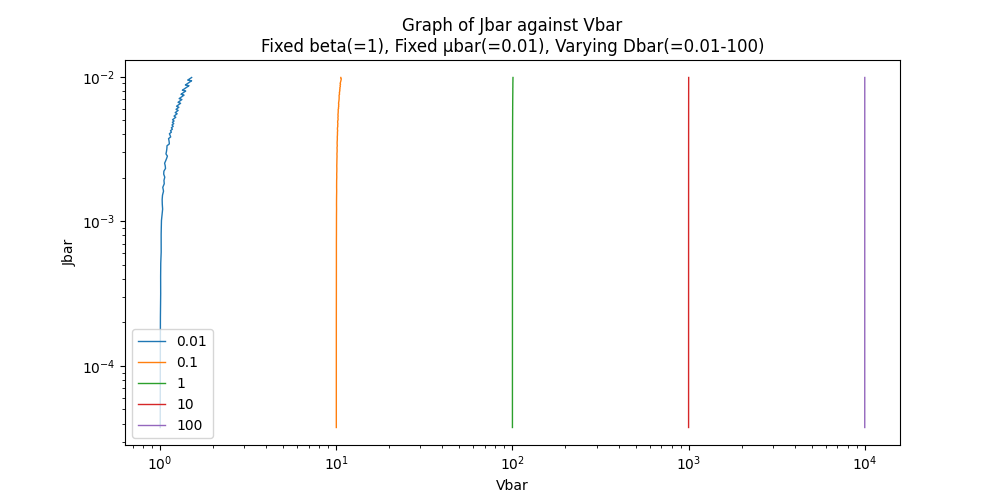 Graph of Jbar against Vbar
Fixed beta(=1), Fixed μbar(=0.01), Varying Dbar(=0.01-100)
Jbar
10⁻²
10⁻³
10⁻⁴
0.01
0.1
1
10
100
10⁰ 10¹ 10² 10³ 10⁴
Vbar